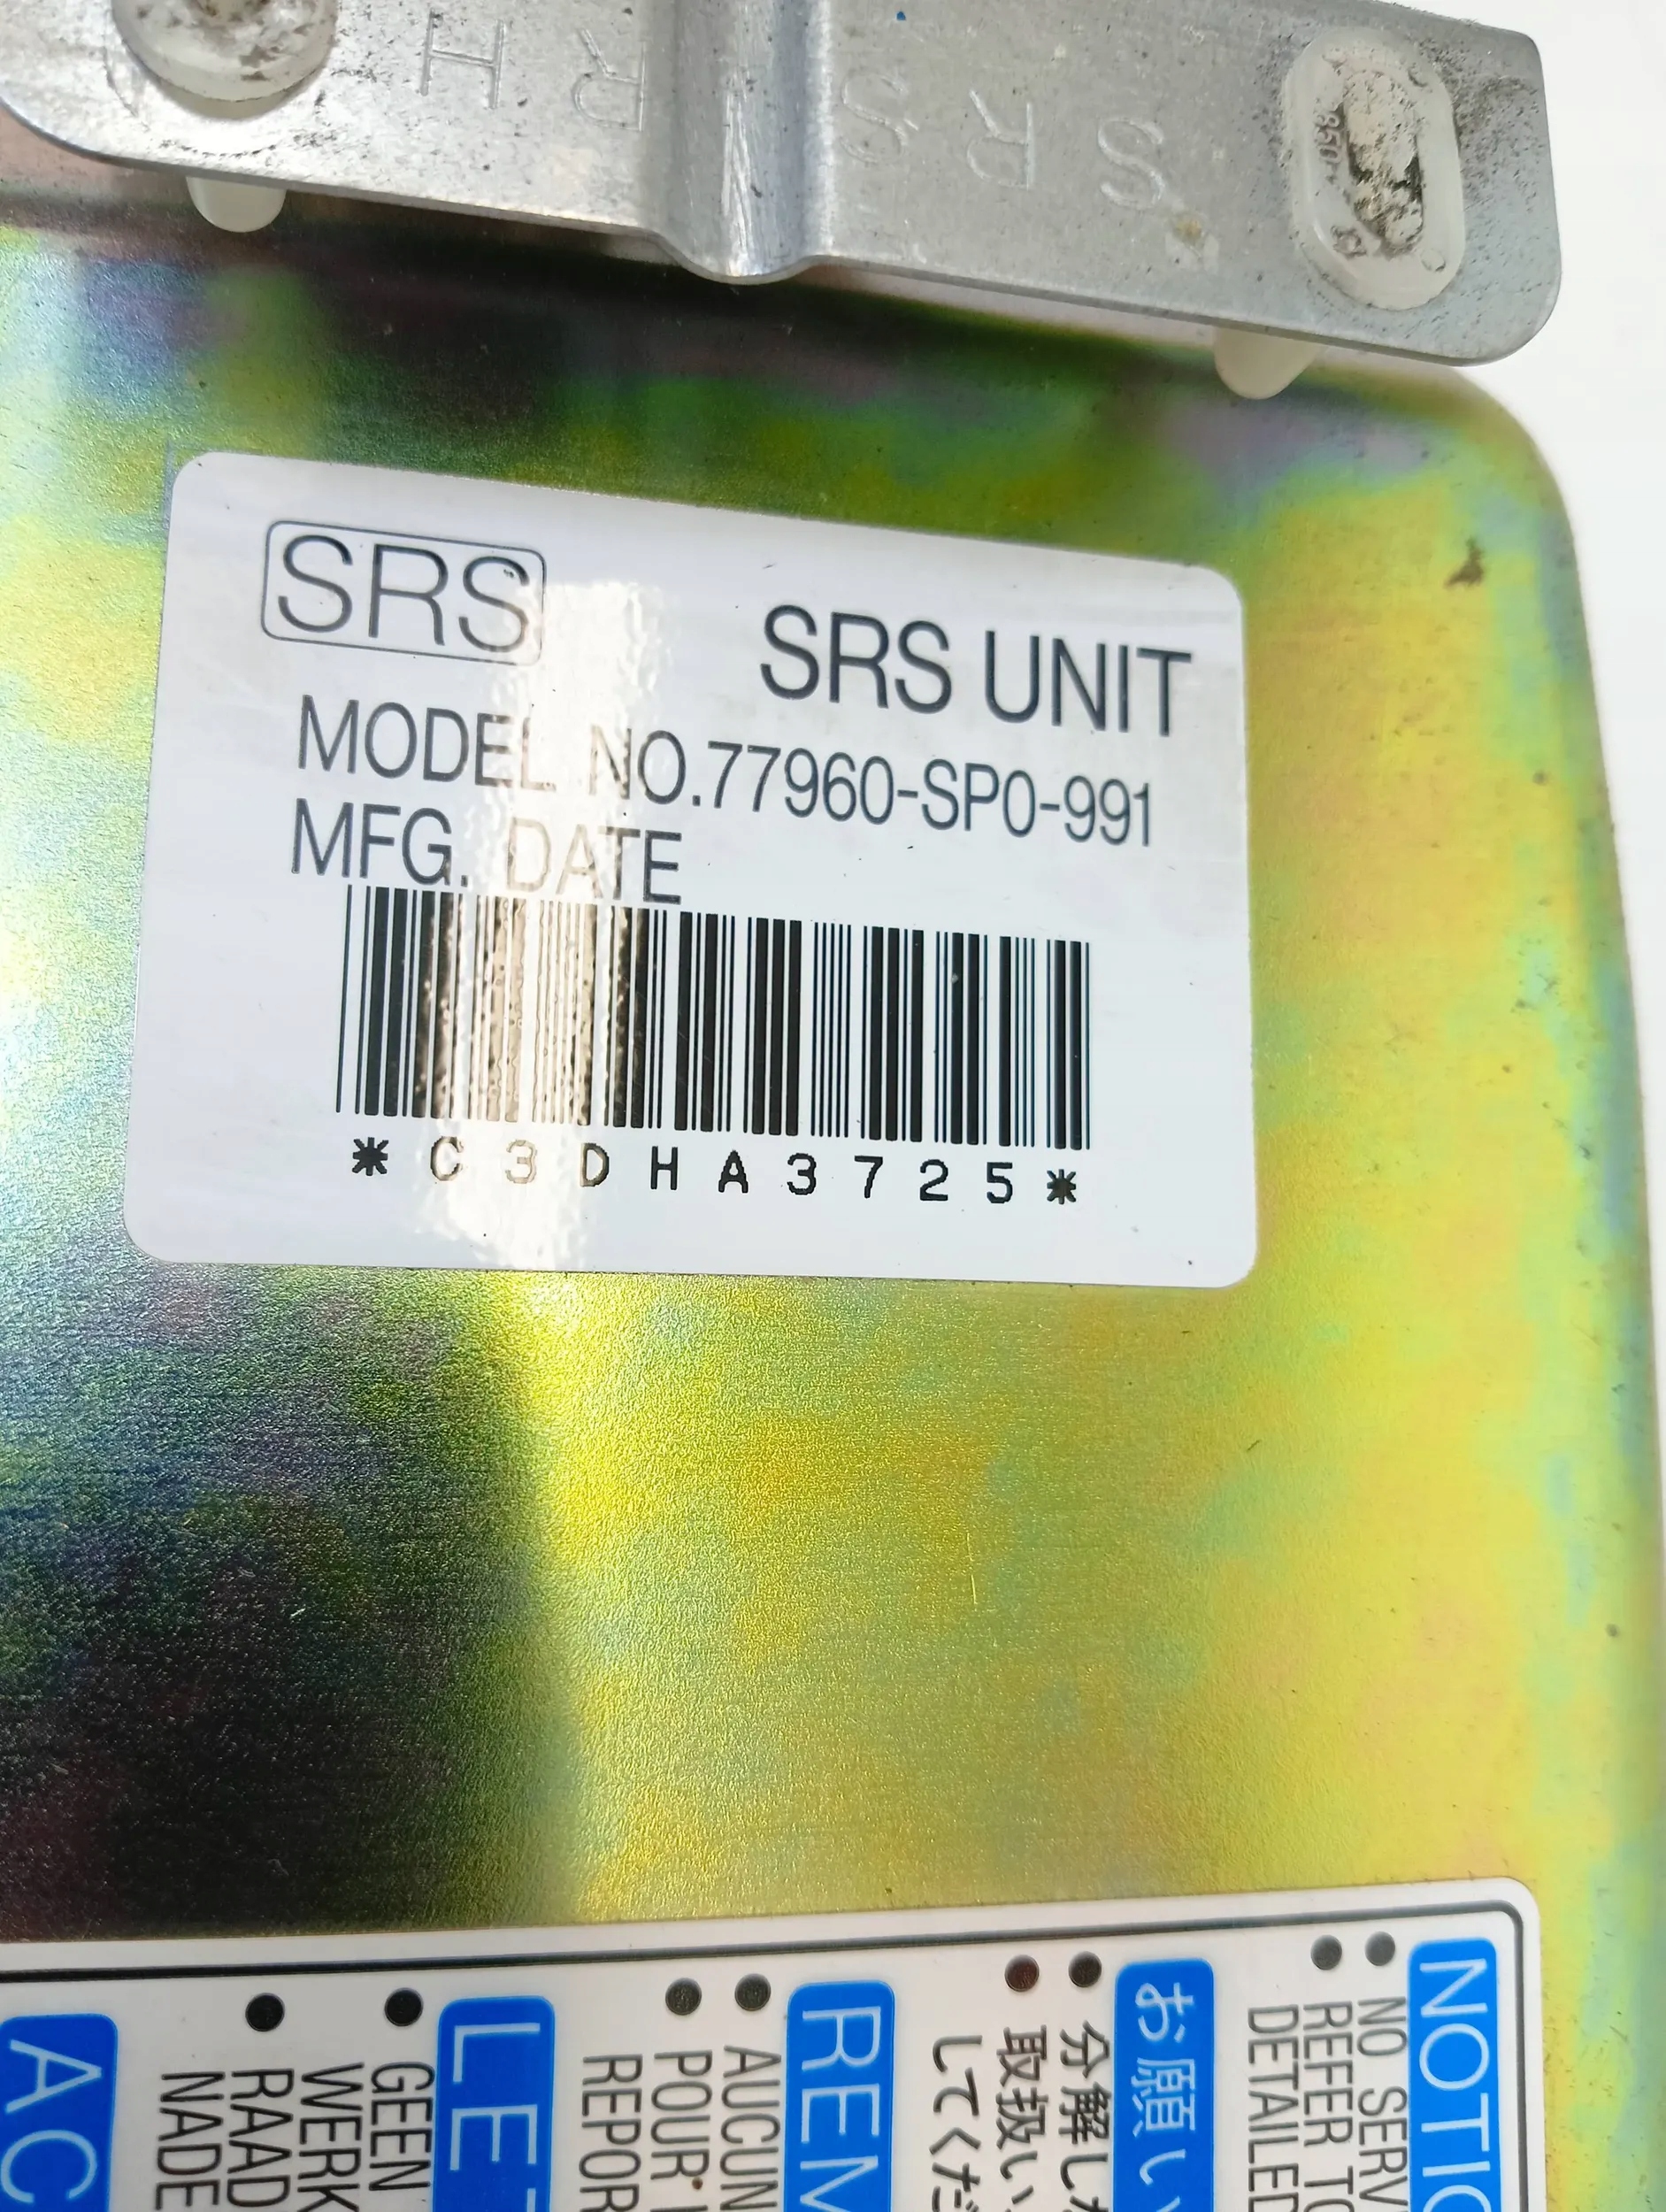 SRS RH
SRS
SRS UNIT
MODEL NO.77960-SP0-991
MFG. DATE
*C3DHA3725*
NOTIC
● NO SERV
● REFER TO
DETAILED
お願い
● 分解した
● 取扱い
してくだ
REM
● AUCUN
● POUR
REPOR
LET
● GEEN
WERK
● RAAD
NADE
AC